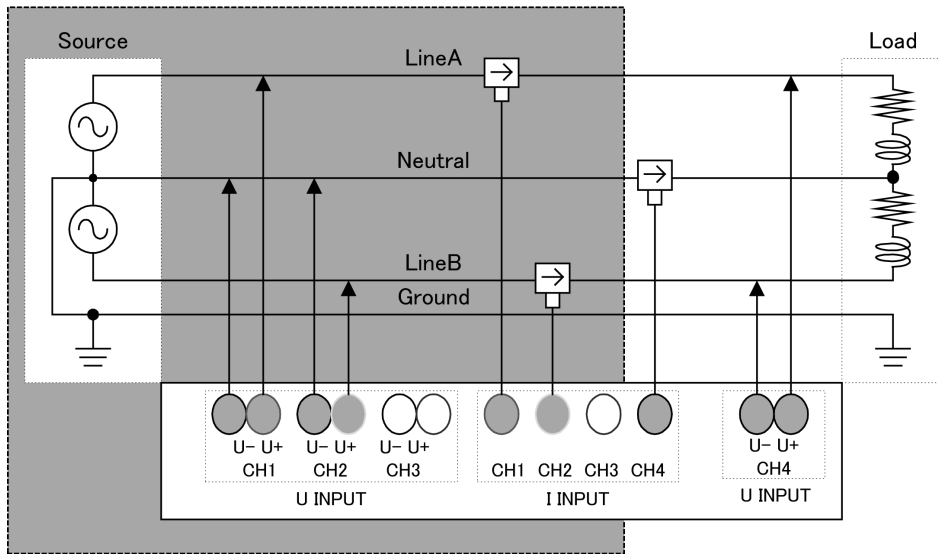 Source
Load
LineA
Neutral
LineB
Ground
U- U+ U- U+ U- U+
CH1 CH2 CH3
U INPUT
CH1 CH2 CH3 CH4
I INPUT
U- U+
CH4
U INPUT